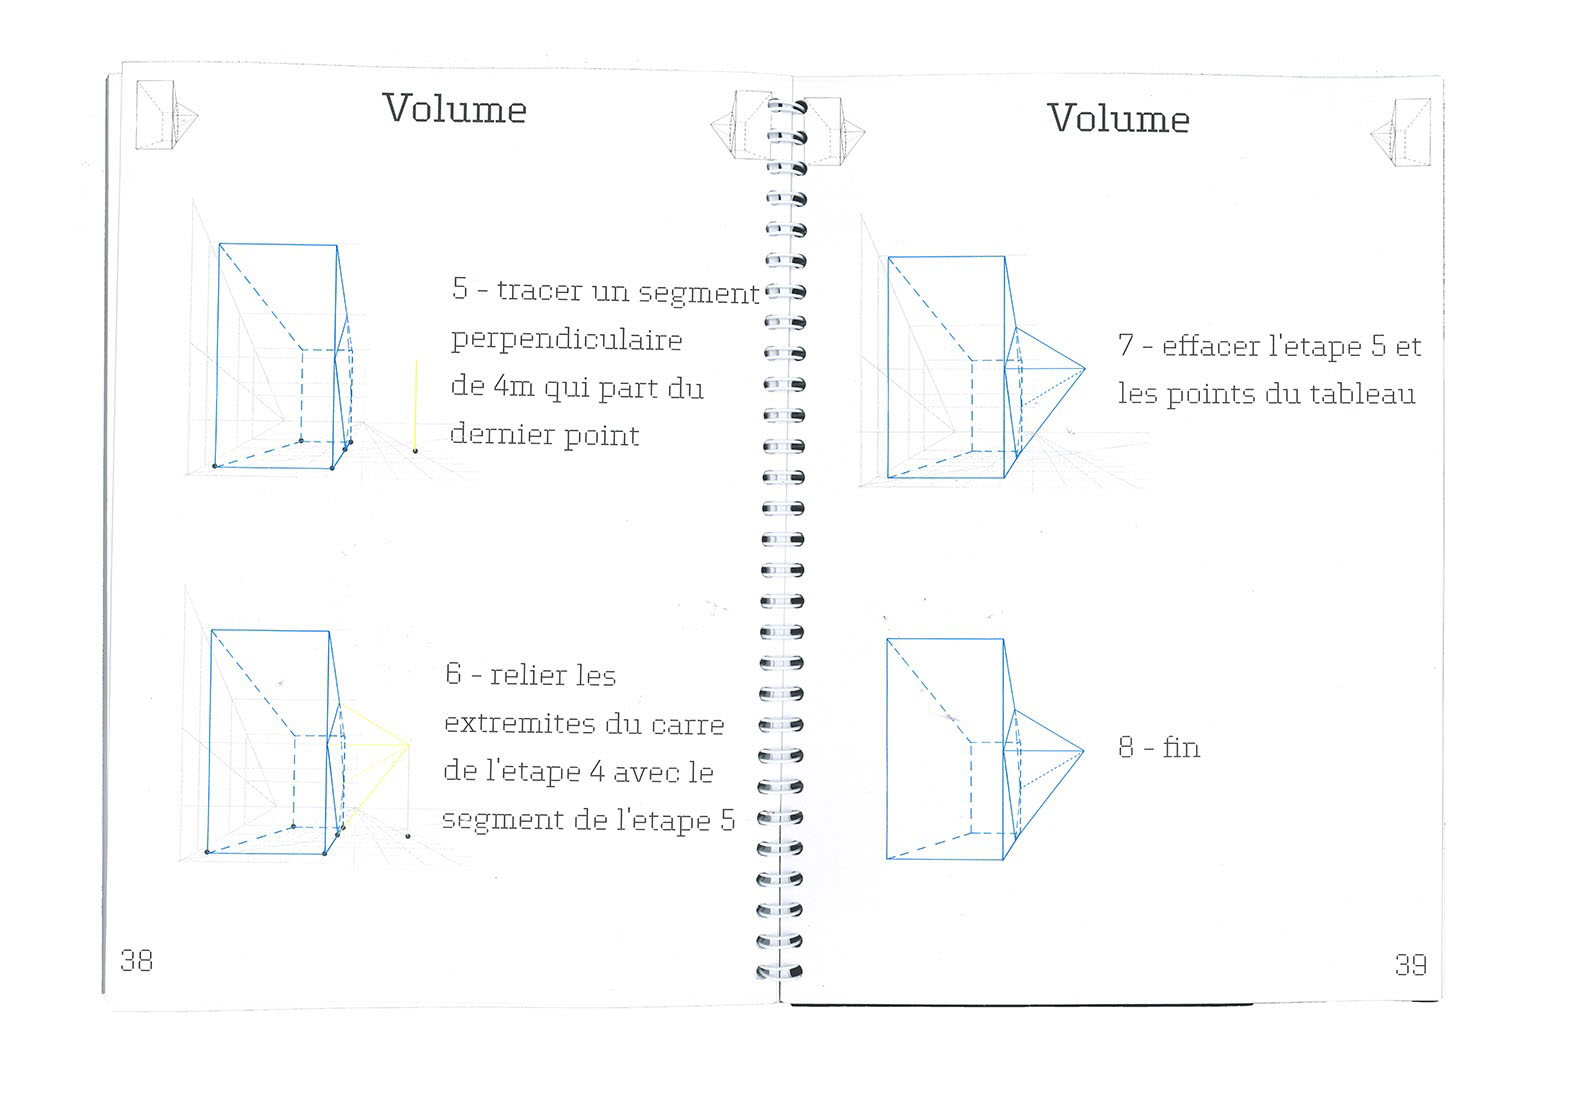 Volume
5 - tracer un segment
perpendiculaire
de 4m qui part du
dernier point
6 - relier les
extremites du carre
de l'etape 4 avec le
segment de l'etape 5
38
Volume
7 - effacer l'etape 5 et
les points du tableau
8 - fin
39